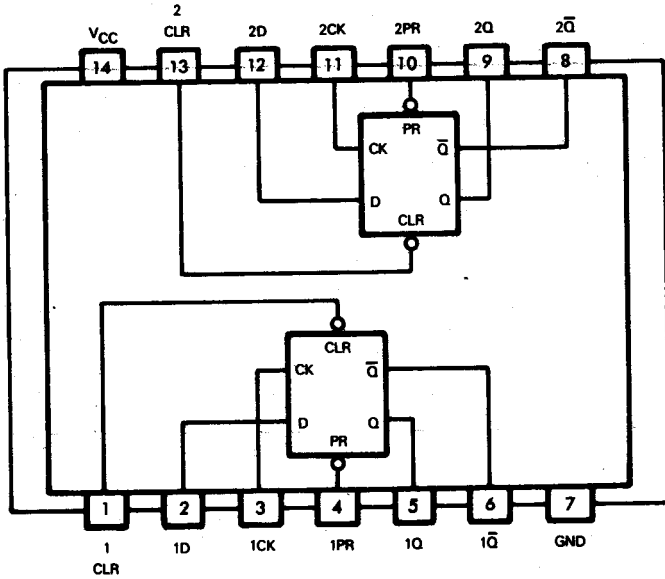 2
VCC CLR 2D 2CK 2PR 2Q 2Q̅
14 13 12 11 10 9 8
PR
CK Q̅
D Q
CLR
CLR
CK Q̅
D Q
PR
1 2 3 4 5 6 7
1 1D 1CK 1PR 1Q 1Q̅ GND
CLR